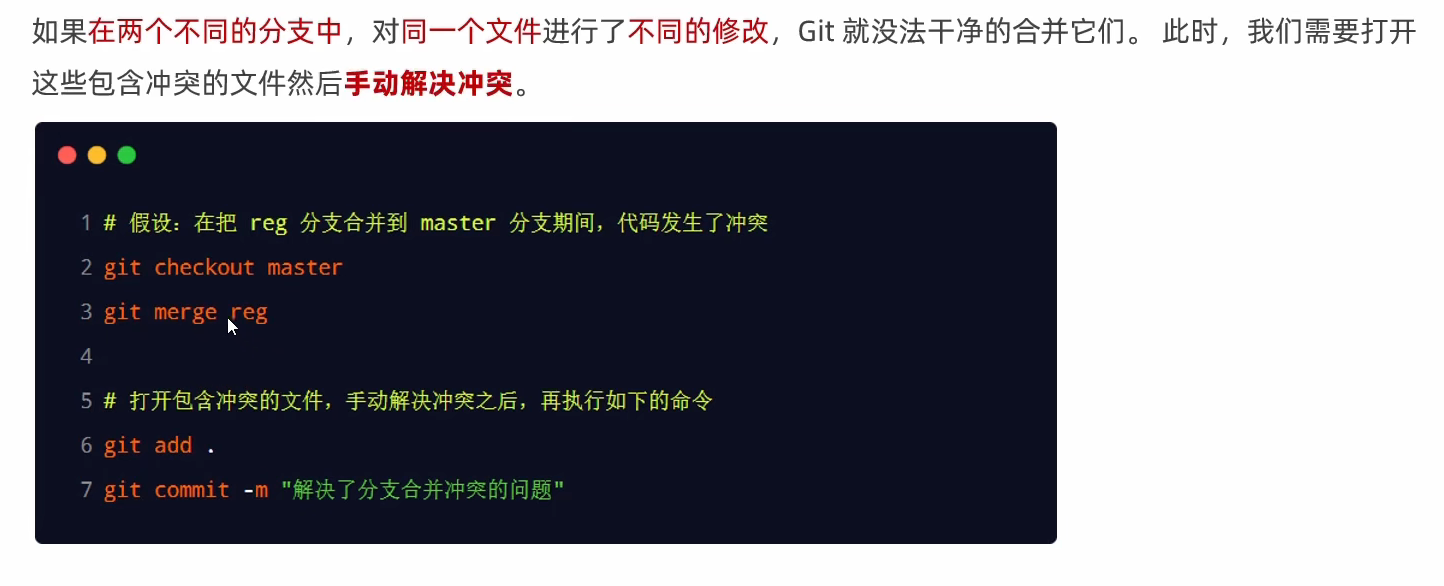 如果在两个不同的分支中，对同一个文件进行了不同的修改，Git 就没法干净的合并它们。 此时，我们需要打开
这些包含冲突的文件然后手动解决冲突。
1 # 假设：在把 reg 分支合并到 master 分支期间，代码发生了冲突
2 git checkout master
3 git merge reg
4
5 # 打开包含冲突的文件，手动解决冲突之后，再执行如下的命令
6 git add .
7 git commit -m "解决了分支合并冲突的问题"